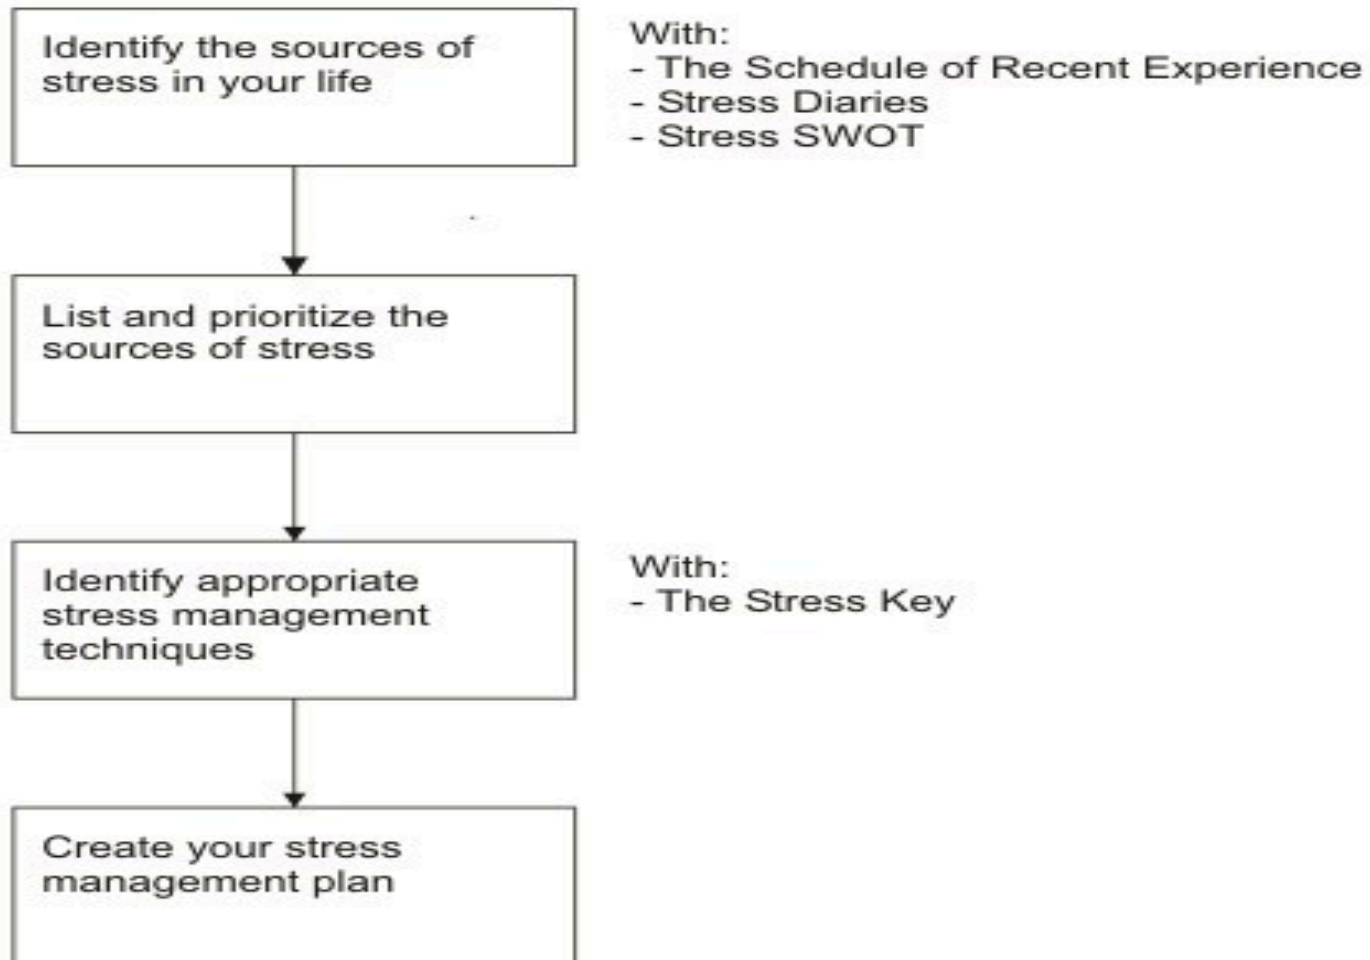 Identify the sources of
stress in your life
With:
- The Schedule of Recent Experience
- Stress Diaries
- Stress SWOT
List and prioritize the
sources of stress
Identify appropriate
stress management
techniques
With:
- The Stress Key
Create your stress
management plan